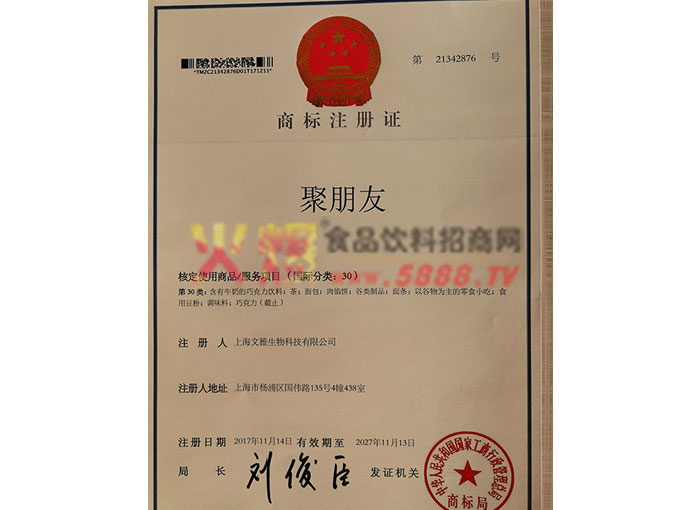 第 21342876 号
*TMZC21342876D01T171211*
商标注册证
聚朋友
火爆 食品饮料招商网
www.5888.TV
核定使用商品/服务项目（国际分类：30）
第30类：含有牛奶的巧克力饮料；茶；面包；肉馅饼；谷类制品；面条；以谷物为主的零食小吃；食
用豆粉；调味料；巧克力（截止）
注 册 人 上海文雅生物科技有限公司
注册人地址 上海市杨浦区国伟路135号4幢438室
注册日期 2017年11月14日 有效期至 2027年11月13日
局 长 刘俊臣 发证机关
中华人民共和国国家工商行政管理总局
商标局